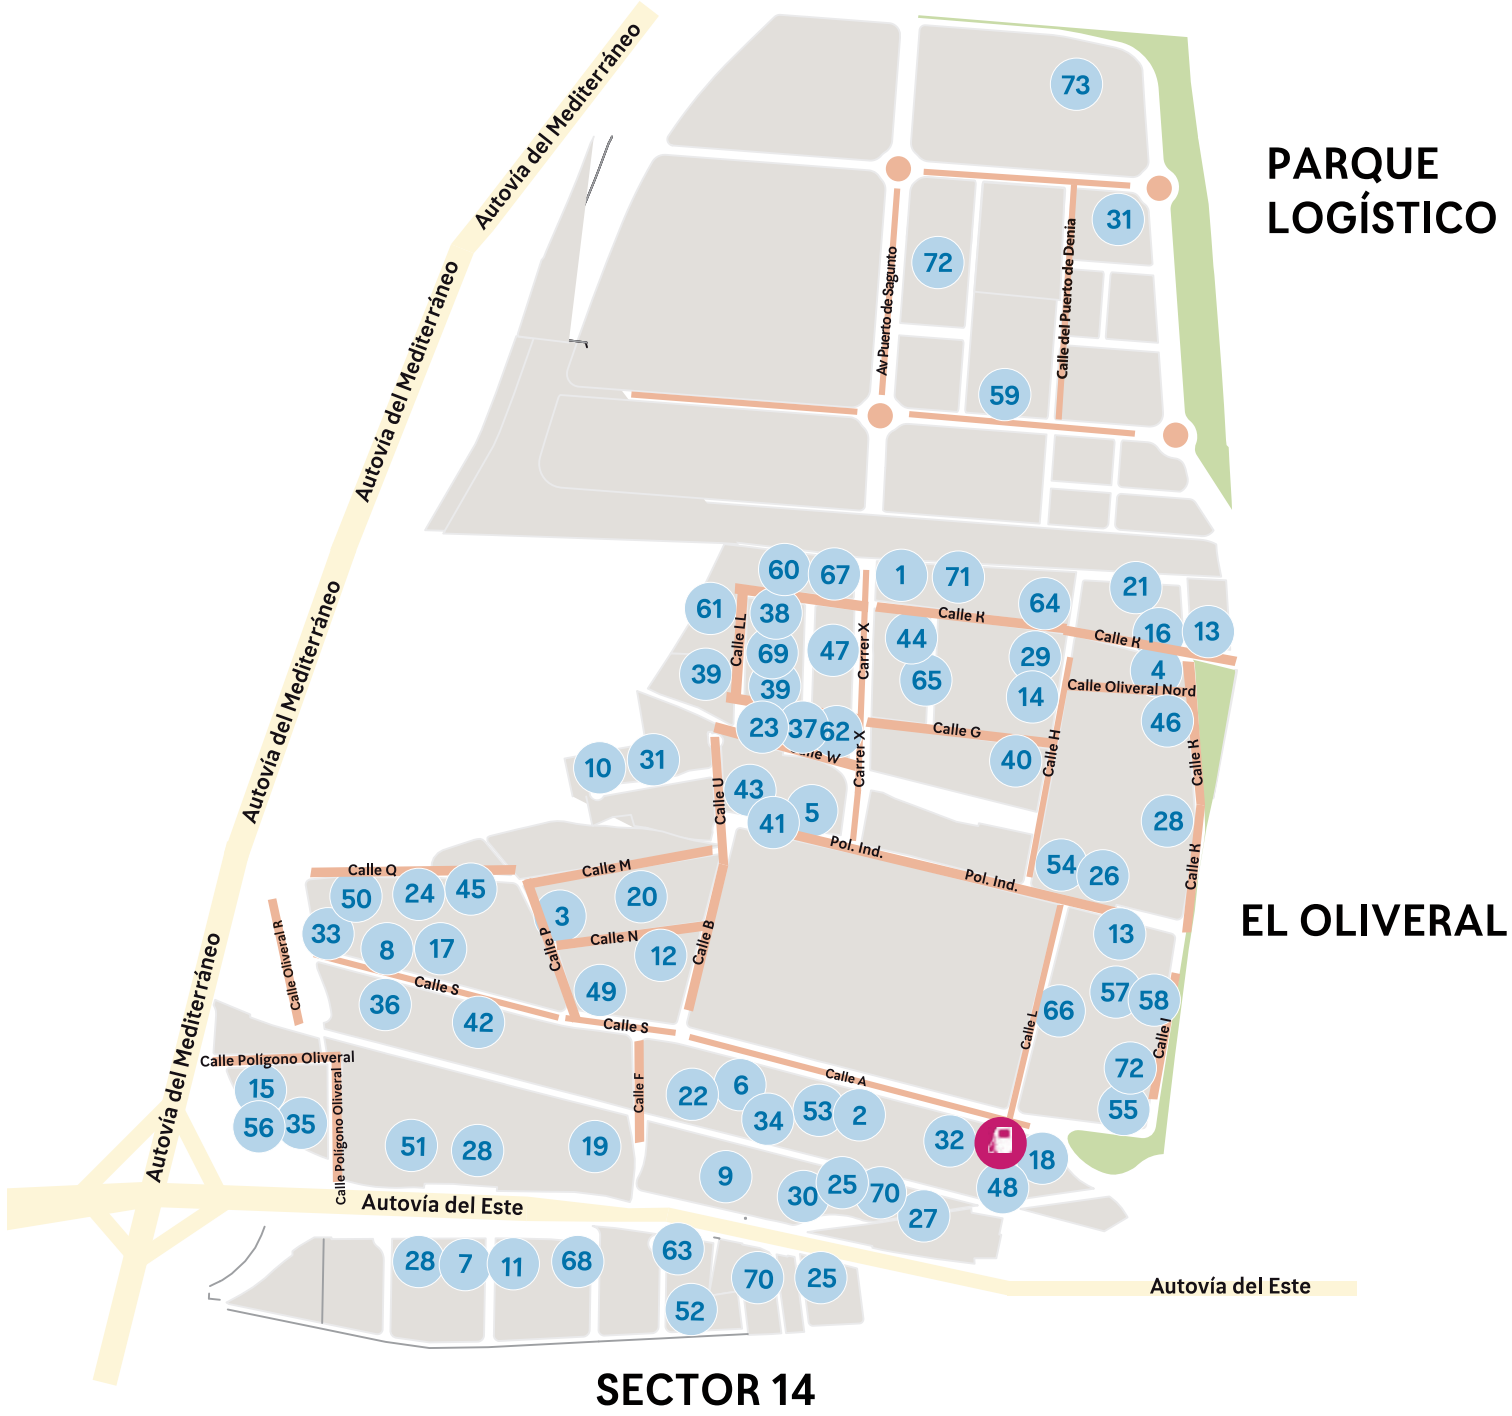 Autovía del Mediterráneo
73
PARQUE
LOGÍSTICO
31
72
Av Puerto de Sagunto
Calle del Puerto de Denia
59
Autovía del Mediterráneo
60
67
1
71
21
64
61
38
Calle K
16
13
Calle K
44
Calle LL
Carrer X
69
47
29
4
39
39
65
14
Calle Oliveral Nord
46
23
37
62
Calle G
Calle H
Calle K
Calle W
Carrer X
40
10
31
Autovía del Mediterráneo
43
Calle U
41
5
28
Pol. Ind.
Pol. Ind.
54
26
Calle K
Calle Q
Calle M
50
24
45
20
3
EL OLIVERAL
33
8
17
Calle P
Calle N
12
Calle B
13
Calle Oliveral R
Calle S
36
42
49
Calle S
57
58
66
Calle L
Calle I
Autovía del Mediterráneo
Calle Polígono Oliveral
Calle Polígono Oliveral
15
56
35
Calle F
Calle A
22
6
34
53
2
72
55
51
28
19
32
18
48
9
30
25
70
27
Autovía del Este
28
7
11
68
63
52
70
25
Autovía del Este
SECTOR 14